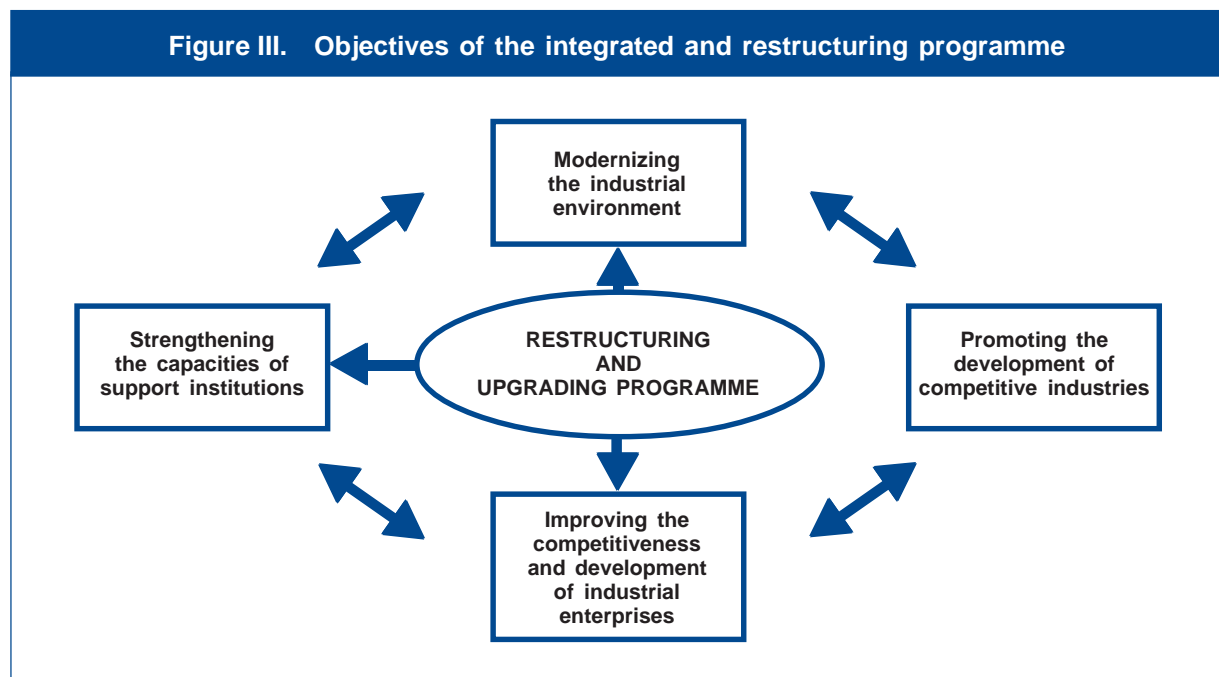 Figure III. Objectives of the integrated and restructuring programme
Modernizing
the industrial
environment
Strengthening
the capacities of
support institutions
RESTRUCTURING
AND
UPGRADING PROGRAMME
Promoting the
development of
competitive industries
Improving the
competitiveness
and development
of industrial
enterprises